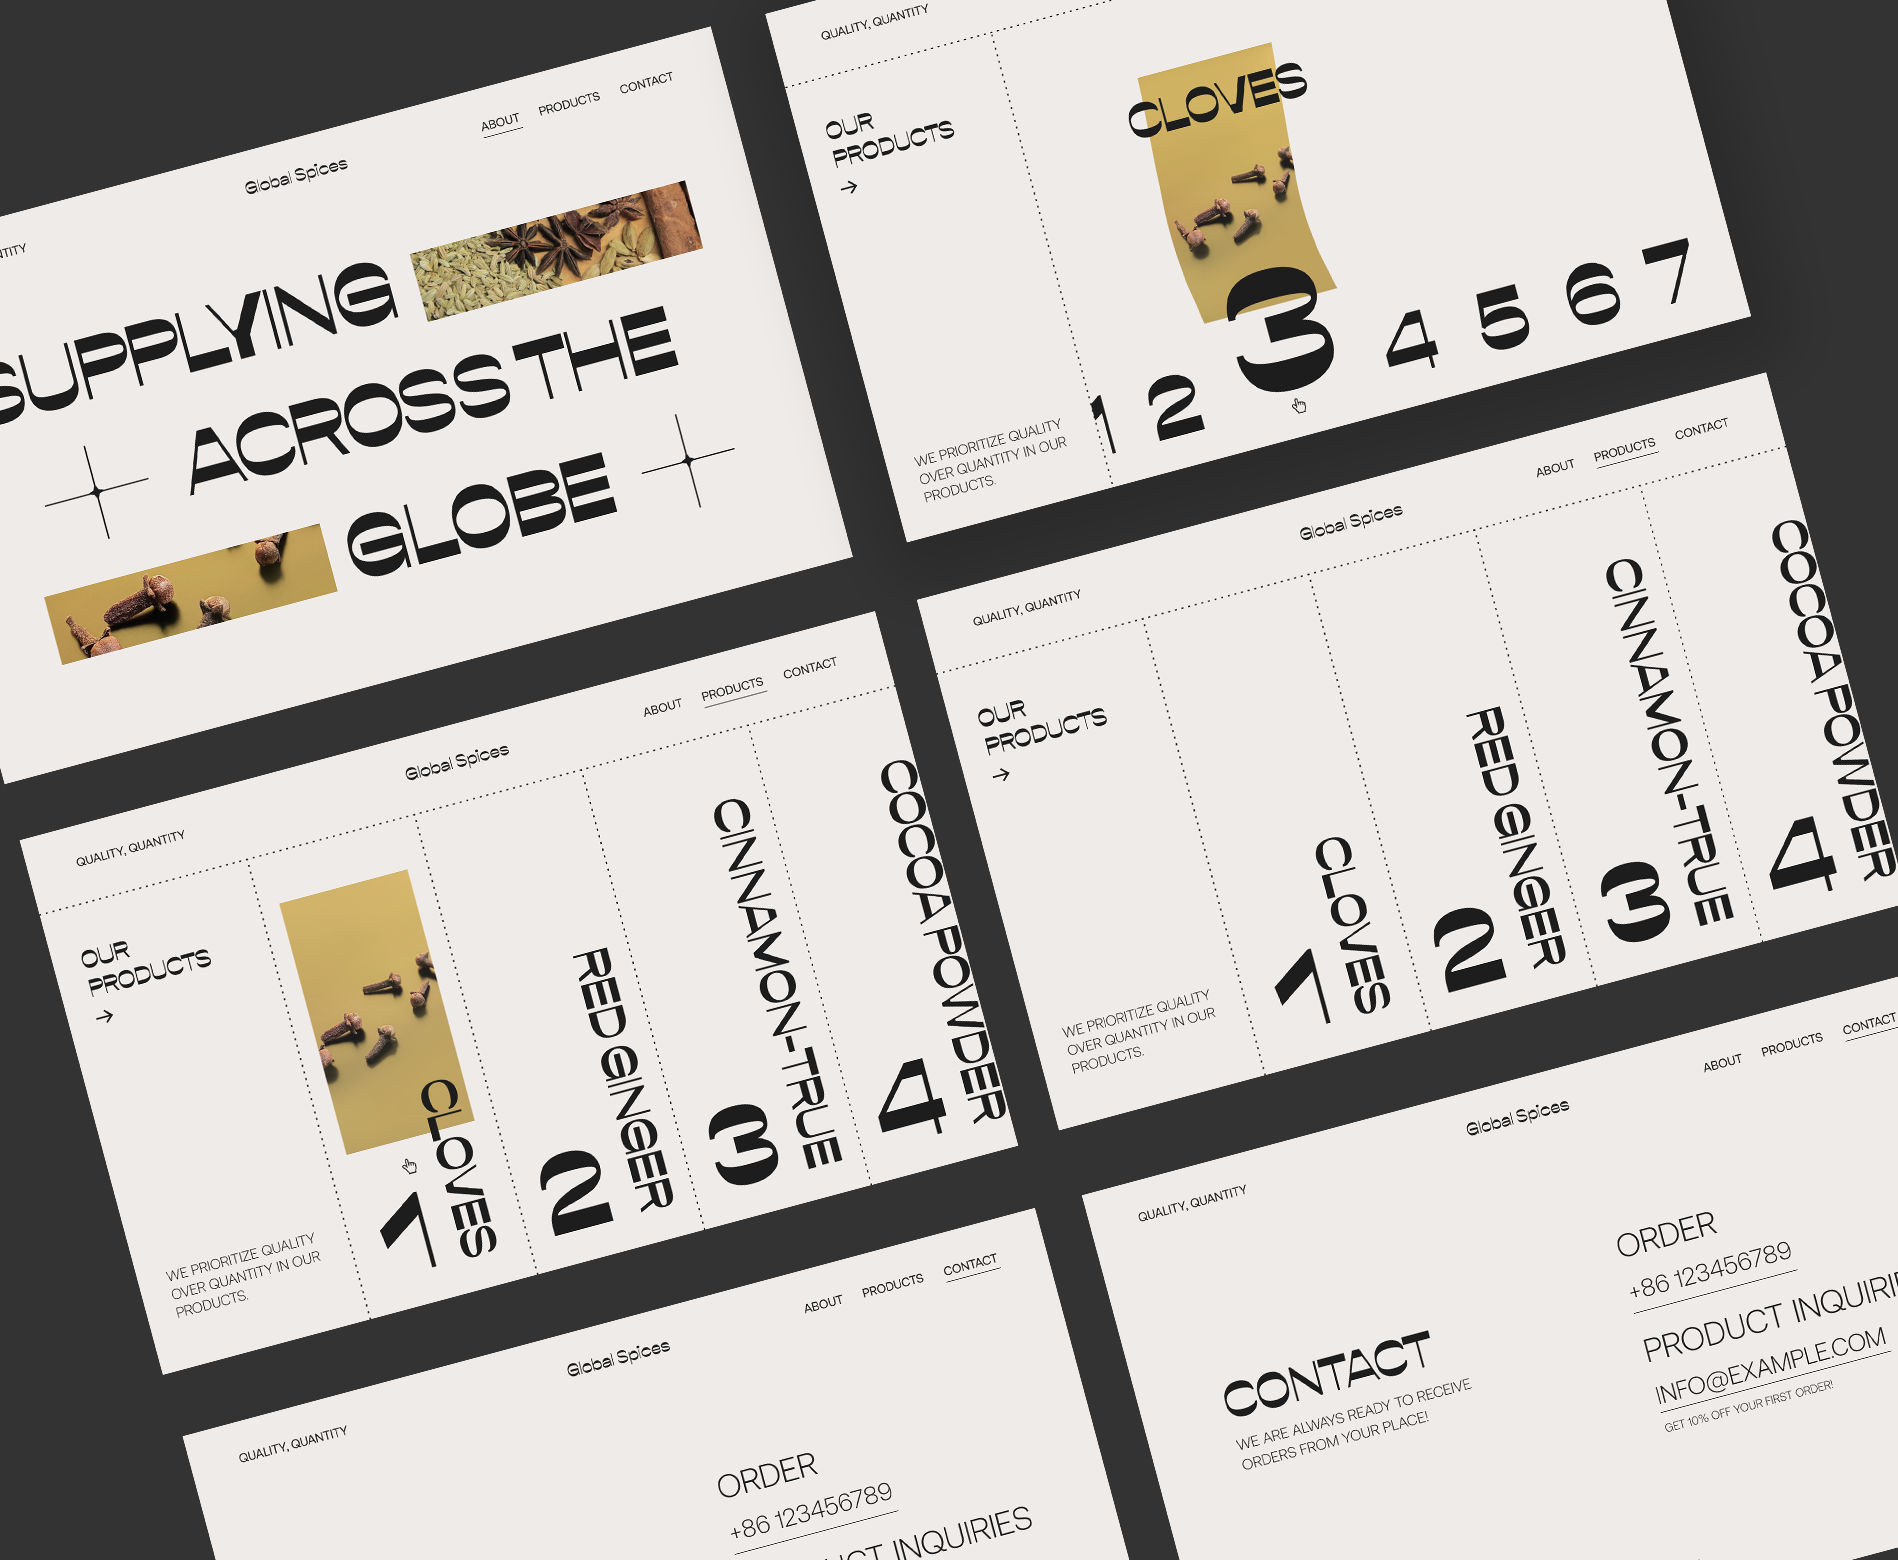 ABOUT
PRODUCTS
CONTACT
Global Spices
SUPPLYING
ACROSS THE
GLOBE
QUALITY, QUANTITY
OUR
PRODUCTS
→
CLOVES
1 2 3 4 5 6 7
WE PRIORITIZE QUALITY
OVER QUANTITY IN OUR
PRODUCTS.
ABOUT
PRODUCTS
CONTACT
Global Spices
QUALITY, QUANTITY
OUR
PRODUCTS
→
WE PRIORITIZE QUALITY
OVER QUANTITY IN OUR
PRODUCTS.
1
CLOVES
2
RED GINGER
3
CINNAMON-TRUE
4
COCOA POWDER
ABOUT
PRODUCTS
CONTACT
Global Spices
QUALITY, QUANTITY
OUR
PRODUCTS
→
WE PRIORITIZE QUALITY
OVER QUANTITY IN OUR
PRODUCTS.
1
CLOVES
2
RED GINGER
3
CINNAMON-TRUE
4
COCOA POWDER
ABOUT
PRODUCTS
CONTACT
Global Spices
QUALITY, QUANTITY
ORDER
+86 123456789
INQUIRIES
ABOUT
PRODUCTS
CONTACT
Global Spices
QUALITY, QUANTITY
CONTACT
WE ARE ALWAYS READY TO RECEIVE
ORDERS FROM YOUR PLACE!
ORDER
+86 123456789
PRODUCT
INFO@EXAMPLE.COM
GET 10% OFF YOUR FIRST ORDER!